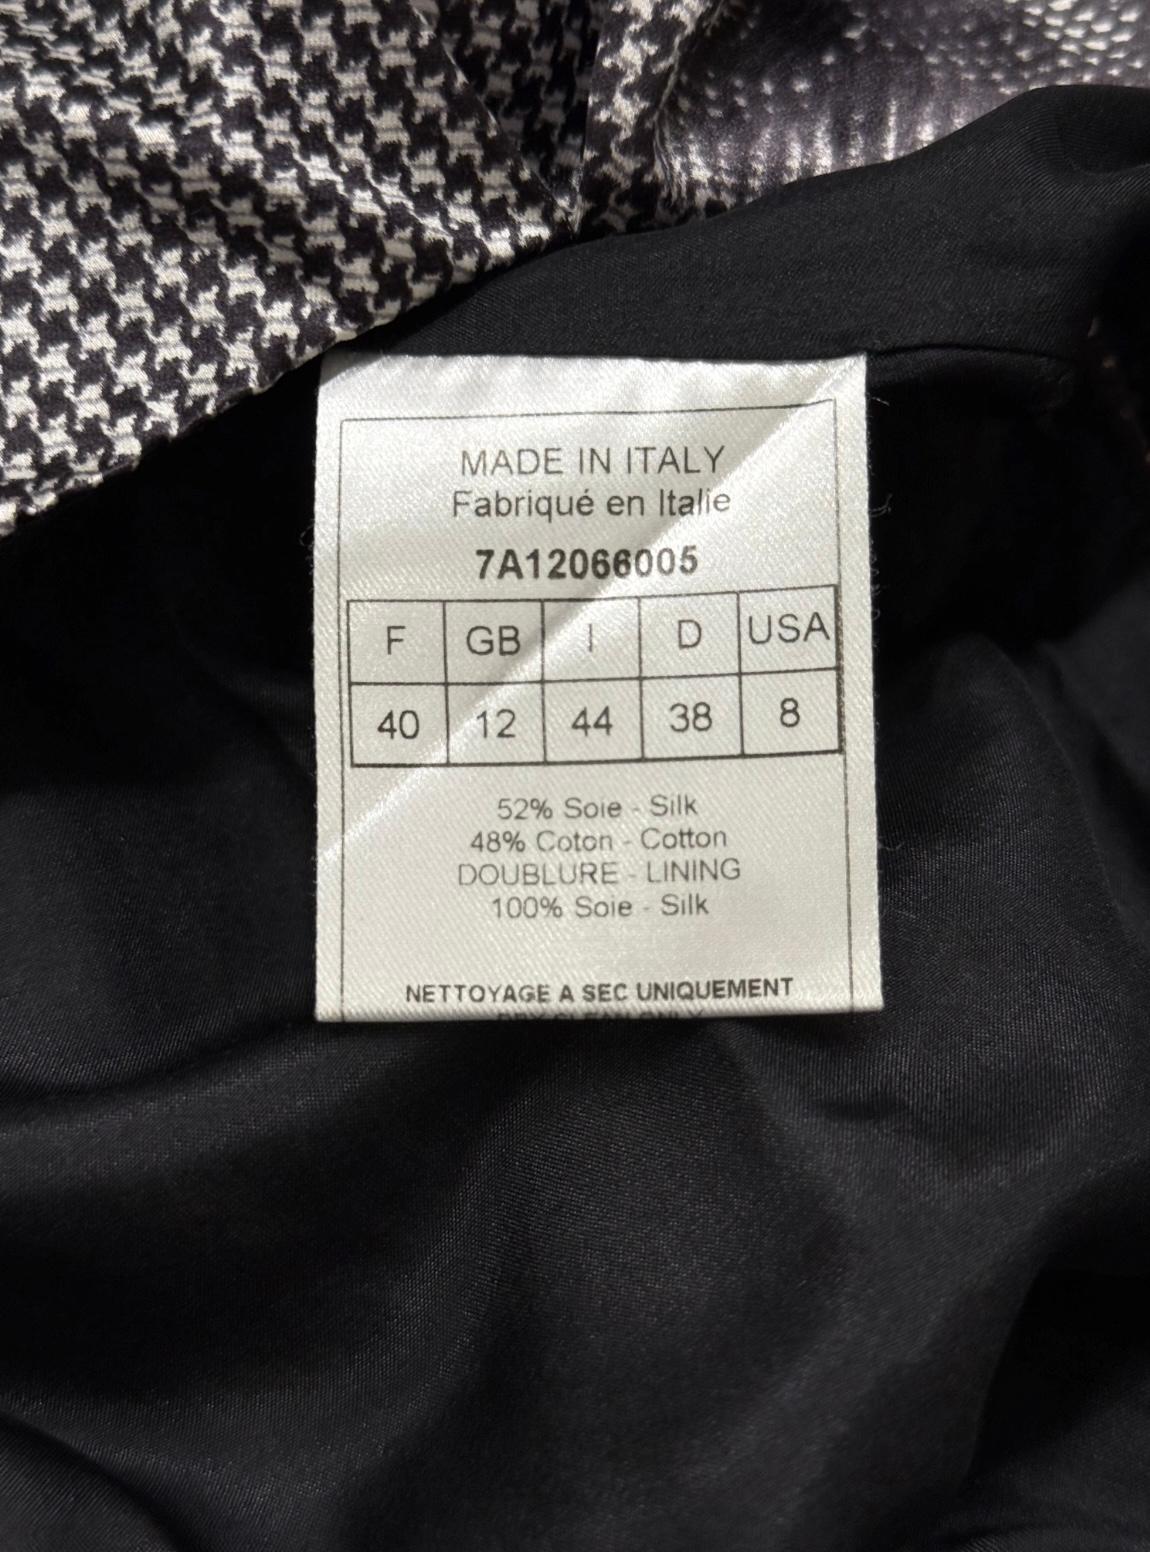 MADE IN ITALY
Fabriqué en Italie
7A12066005
F GB I D USA
40 12 44 38 8
52% Soie - Silk
48% Coton - Cotton
DOUBLURE - LINING
100% Soie - Silk
NETTOYAGE A SEC UNIQUEMENT